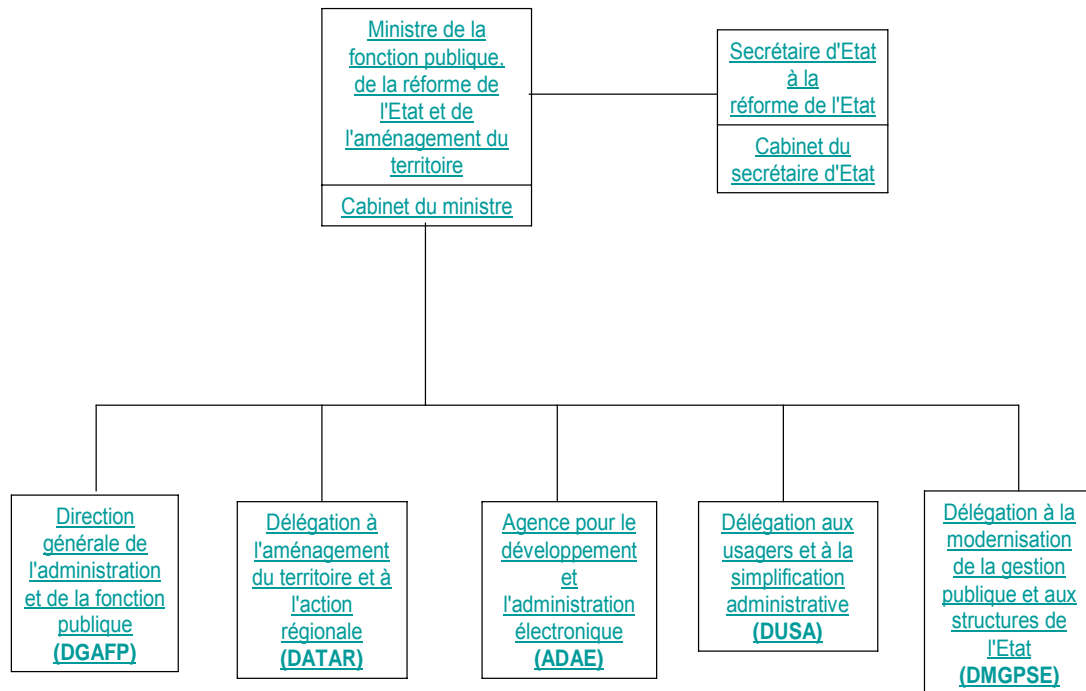 Ministre de la
fonction publique,
de la réforme de
l'Etat et de
l'aménagement du
territoire
Cabinet du ministre
Secrétaire d'Etat
à la
réforme de l'Etat
Cabinet du
secrétaire d'Etat
Direction
générale de
l'administration
et de la fonction
publique
(DGAFP)
Délégation à
l'aménagement
du territoire et à
l'action
régionale
(DATAR)
Agence pour le
développement
et
l'administration
électronique
(ADAE)
Délégation aux
usagers et à la
simplification
administrative
(DUSA)
Délégation à la
modernisation
de la gestion
publique et aux
structures de
l'Etat
(DMGPSE)